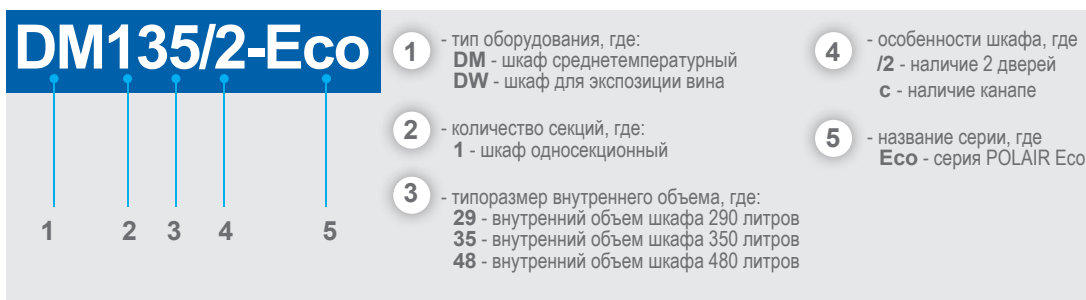 DM135/2-Eco
1 2 3 4 5
1 - тип оборудования, где:
DM - шкаф среднетемпературный
DW - шкаф для экспозиции вина
2 - количество секций, где:
1 - шкаф односекционный
3 - типоразмер внутреннего объема, где:
29 - внутренний объем шкафа 290 литров
35 - внутренний объем шкафа 350 литров
48 - внутренний объем шкафа 480 литров
4 - особенности шкафа, где
/2 - наличие 2 дверей
с - наличие канапе
5 - название серии, где
Eco - серия POLAIR Eco